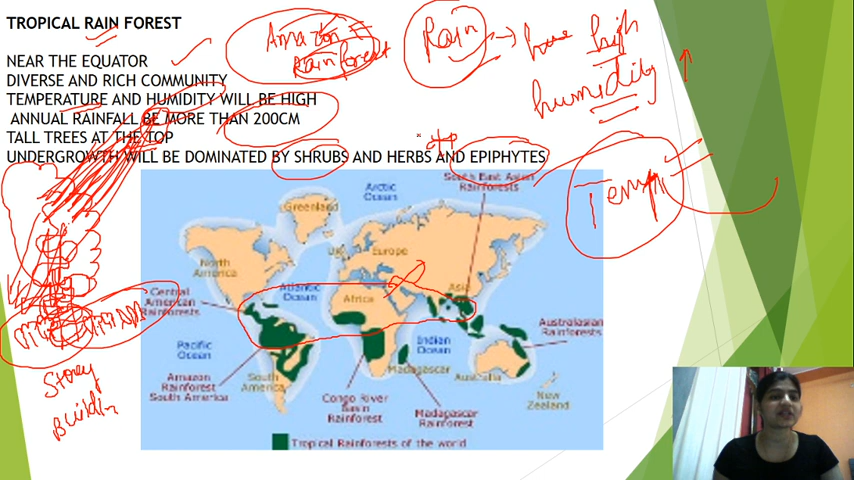 TROPICAL RAIN FOREST
NEAR THE EQUATOR
DIVERSE AND RICH COMMUNITY
TEMPERATURE AND HUMIDITY WILL BE HIGH
ANNUAL RAINFALL BE MORE THAN 200CM
TALL TREES AT THE TOP
UNDERGROWTH WILL BE DOMINATED BY SHRUBS AND HERBS AND EPIPHYTES
Amazon
Rainforest
Rain → have high
humidity ↑
Temp
Storey
Buildin
South East Asian
Rainforests
Arctic
Ocean
Greenland
North
America
UK
Europe
Asia
Atlantic
Ocean
Africa
Central
American
Rainforests
Pacific
Ocean
Indian
Ocean
Australasian
Rainforests
Madagascar
Australia
Amazon
Rainforest
South America
South
America
Congo River
Basin
Rainforest
Madagascar
Rainforest
New
Zealand
Tropical Rainforests of the world